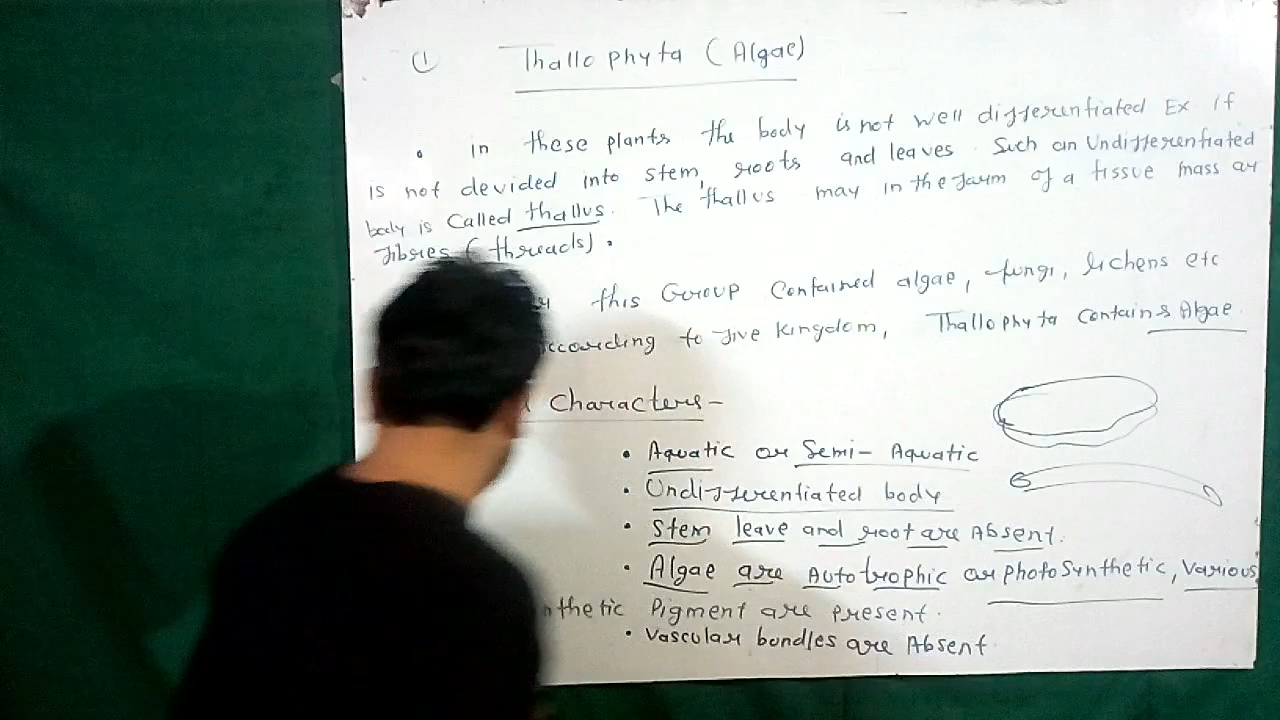 ① Thallophyta (Algae)
• in these plants the body is not well differentiated Ex If
is not devided into stem, roots and leaves. Such an Undifferentiated
body is Called thallus. The thallus may in the form of a tissue mass or
fibres (threads).
this Group Contained algae, fungi, lichens etc
According to five kingdom, Thallophyta contains Algae.
Characters-
• Aquatic or Semi-Aquatic
• Undifferentiated body
• Stem leave and root are Absent.
• Algae are Autotrophic or photosynthetic, Various
Pigment are present.
• Vascular bundles are Absent